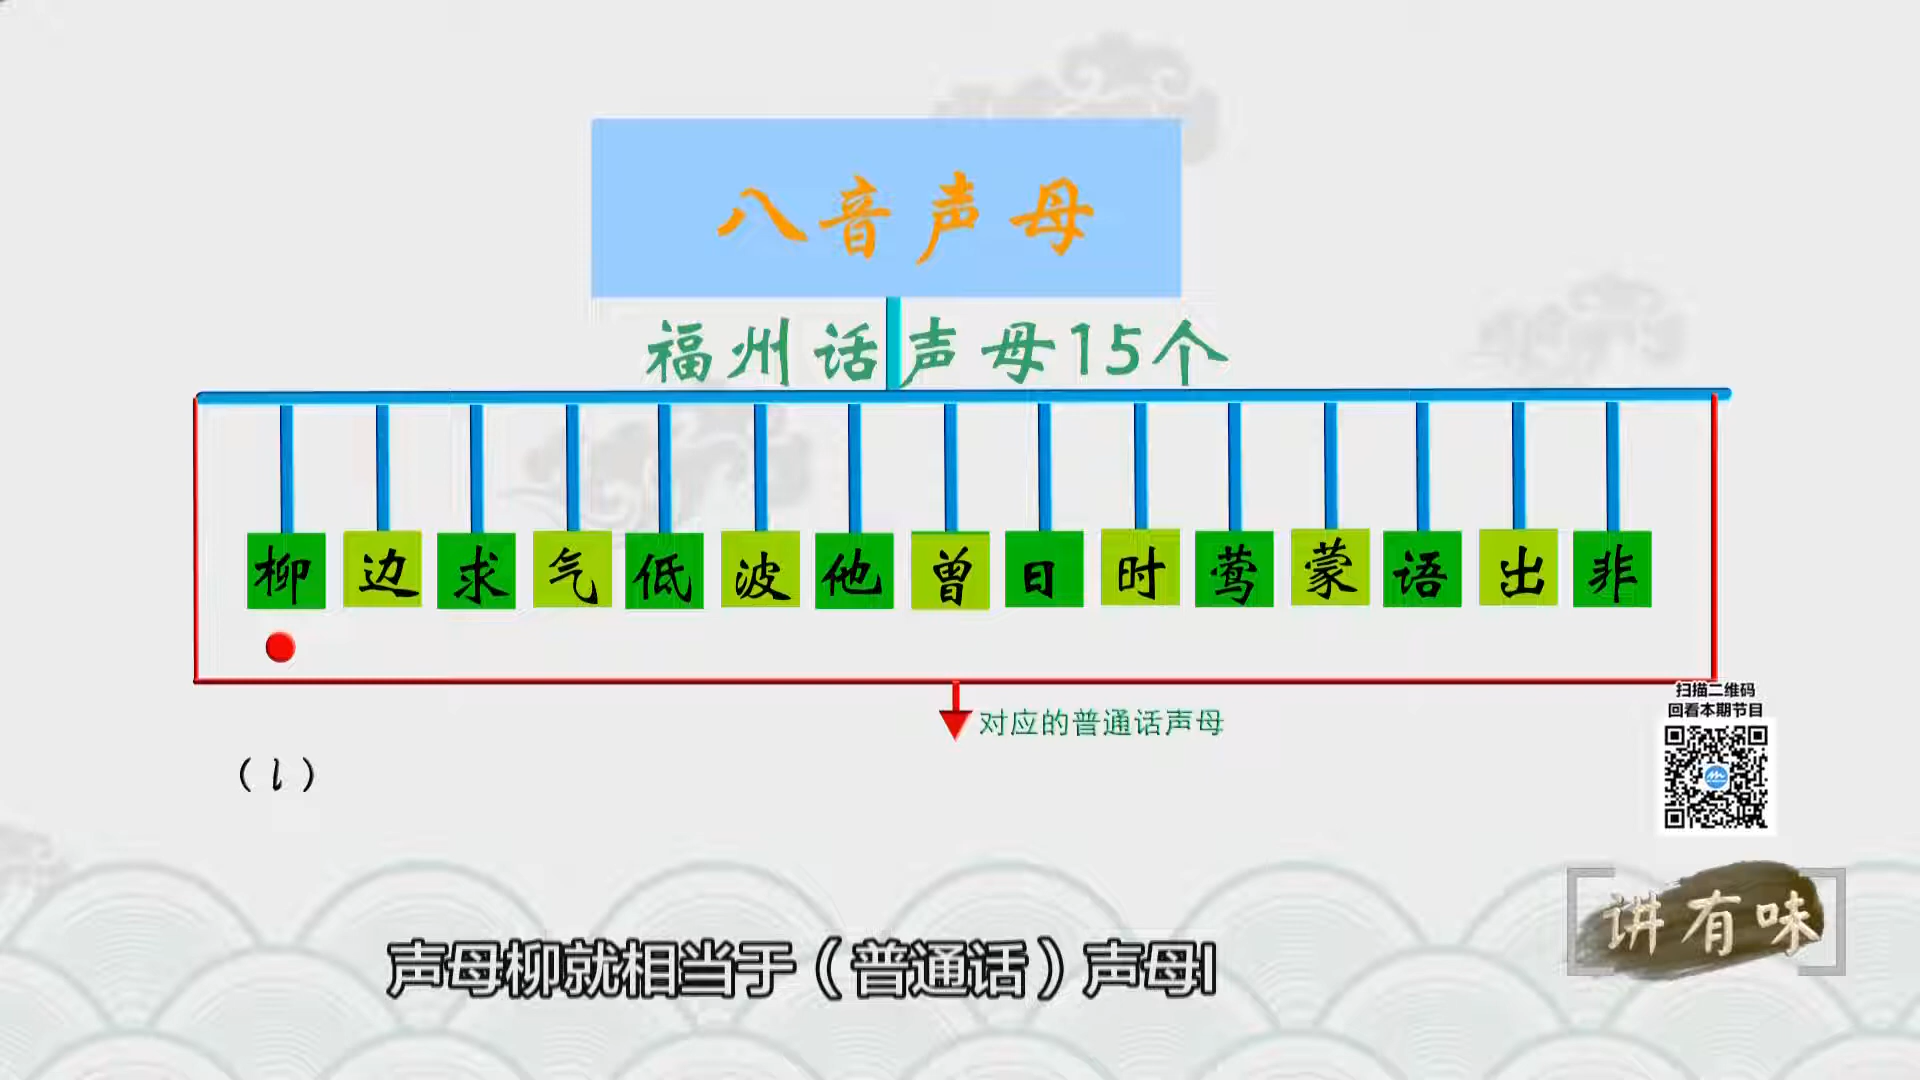 八音声母
福州话声母15个
柳 边 求 气 低 波 他 曾 日 时 莺 蒙 语 出 非
对应的普通话声母
扫描二维码
回看本期节目
（l）
讲有味
声母柳就相当于（普通话）声母l